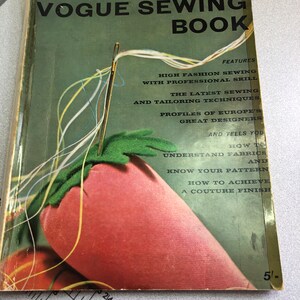 VOGUE SEWING
BOOK
FEATURES
HIGH FASHION SEWING
WITH PROFESSIONAL SKILL
THE LATEST SEWING
AND TAILORING TECHNIQUES
PROFILES OF EUROPE'S
GREAT DESIGNERS
AND TELLS YOU
HOW TO
UNDERSTAND FABRICS
AND
KNOW YOUR PATTERN
HOW TO ACHIEVE
A COUTURE FINISH
5/-